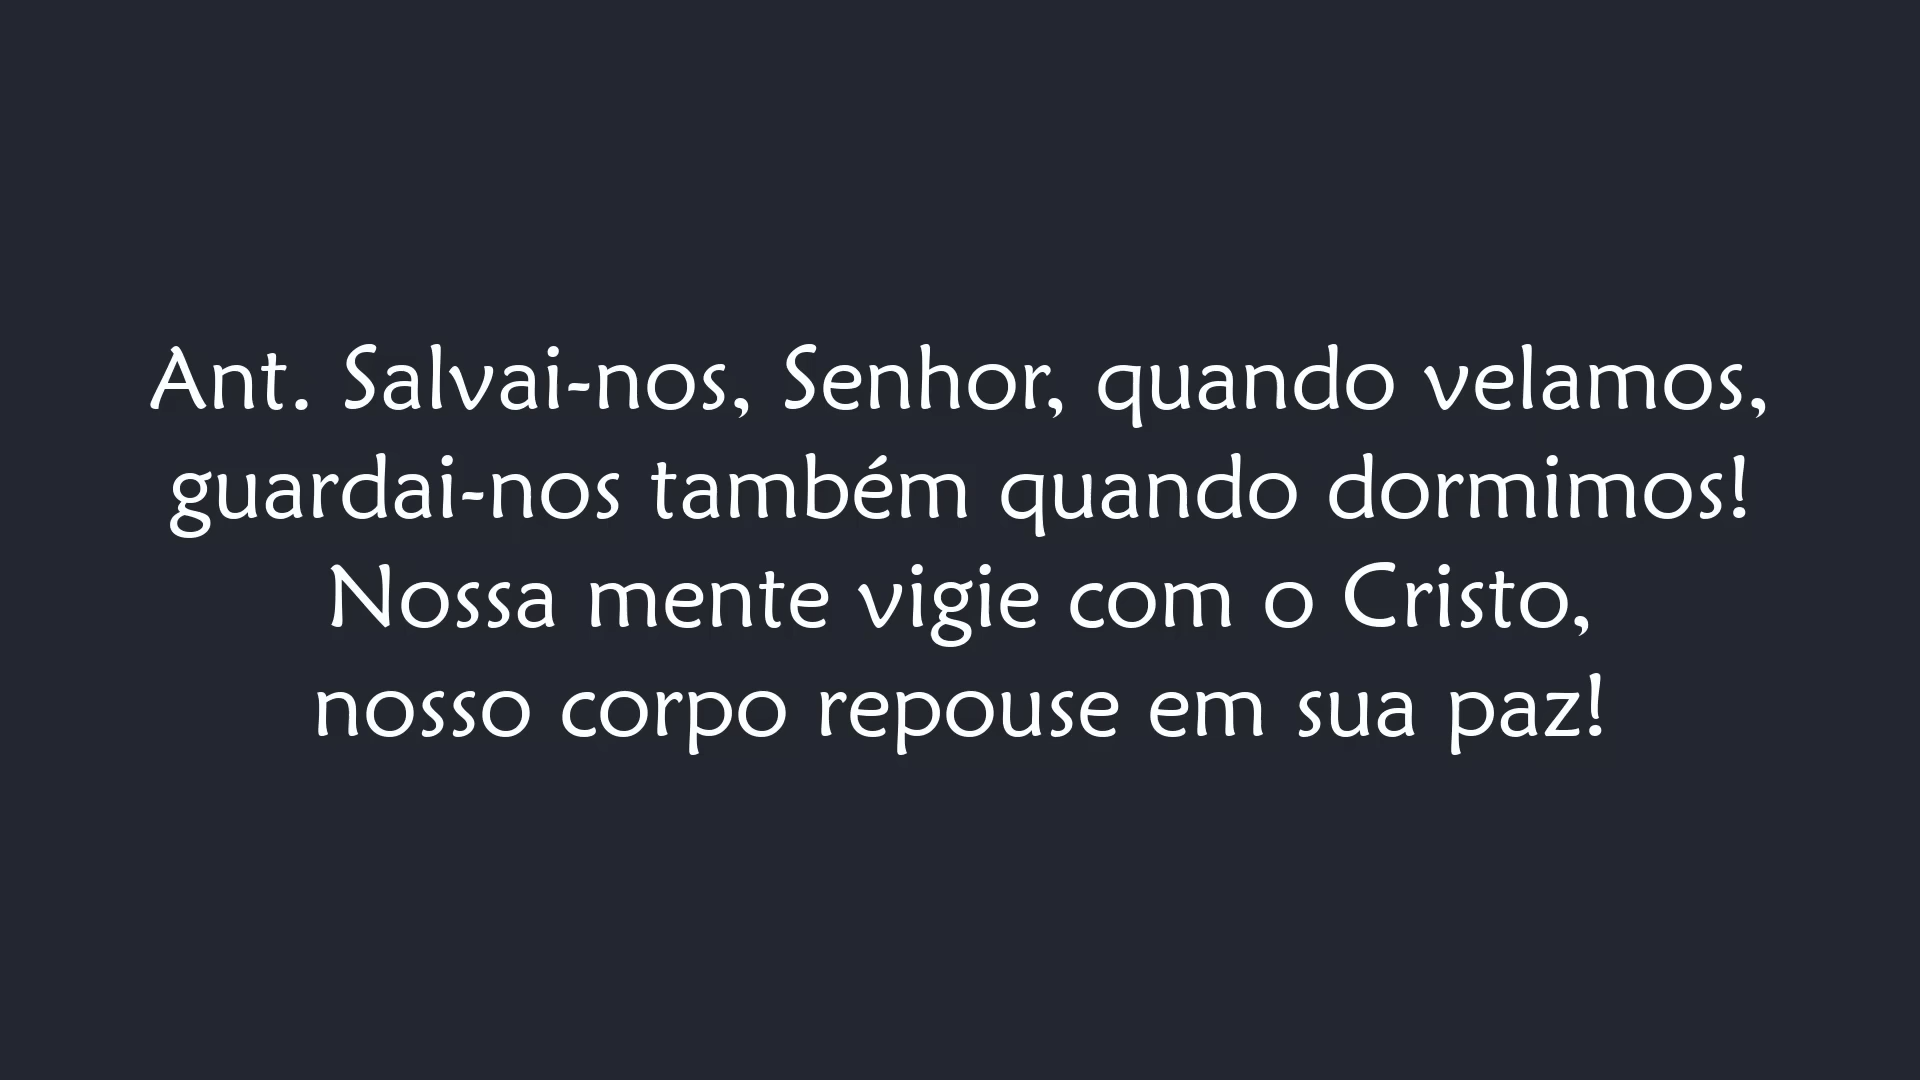 Ant. Salvai-nos, Senhor, quando velamos,
guardai-nos também quando dormimos!
Nossa mente vigie com o Cristo,
nosso corpo repouse em sua paz!